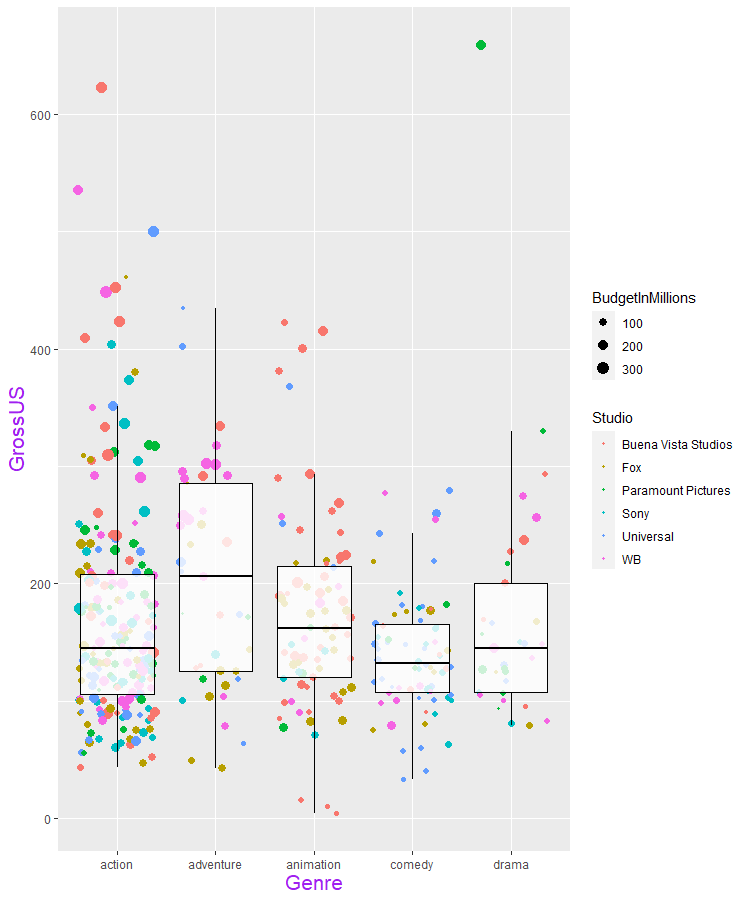 600
400
200
0
GrossUS
action
adventure
animation
comedy
drama
Genre
BudgetInMillions
100
200
300
Studio
Buena Vista Studios
Fox
Paramount Pictures
Sony
Universal
WB